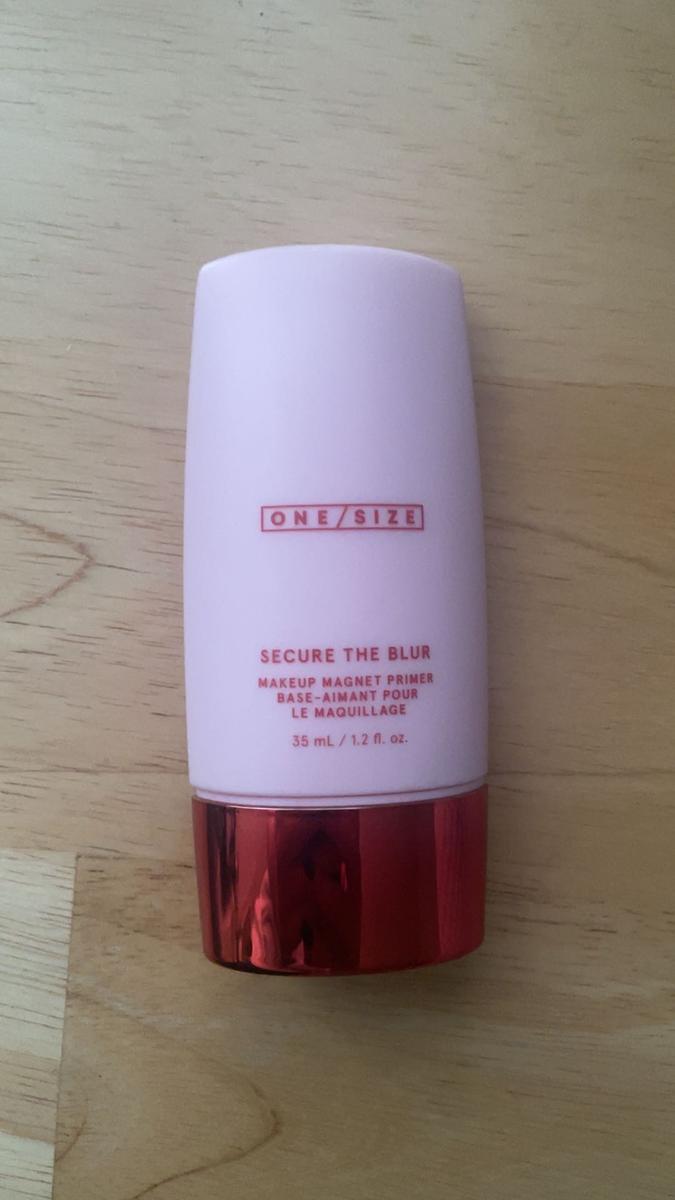 ONE/SIZE
SECURE THE BLUR
MAKEUP MAGNET PRIMER
BASE-AIMANT POUR
LE MAQUILLAGE
35 mL / 1.2 fl. oz.